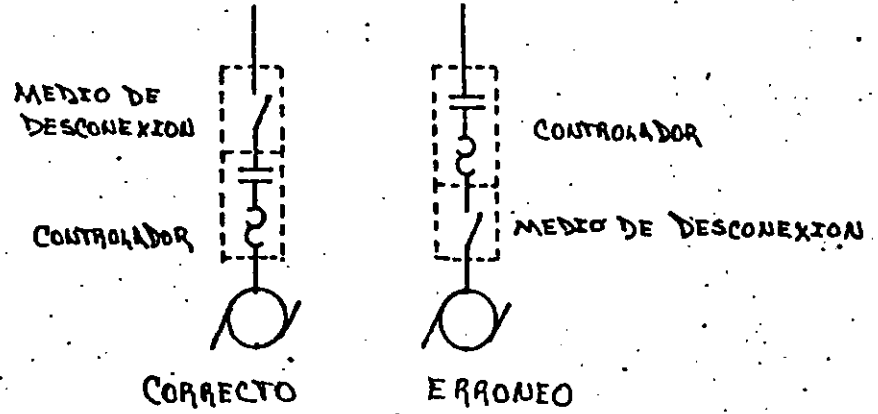 MEDIO DE
DESCONEXION
CONTROLADOR
CORRECTO
CONTROLADOR
MEDIO DE DESCONEXION
ERRONEO